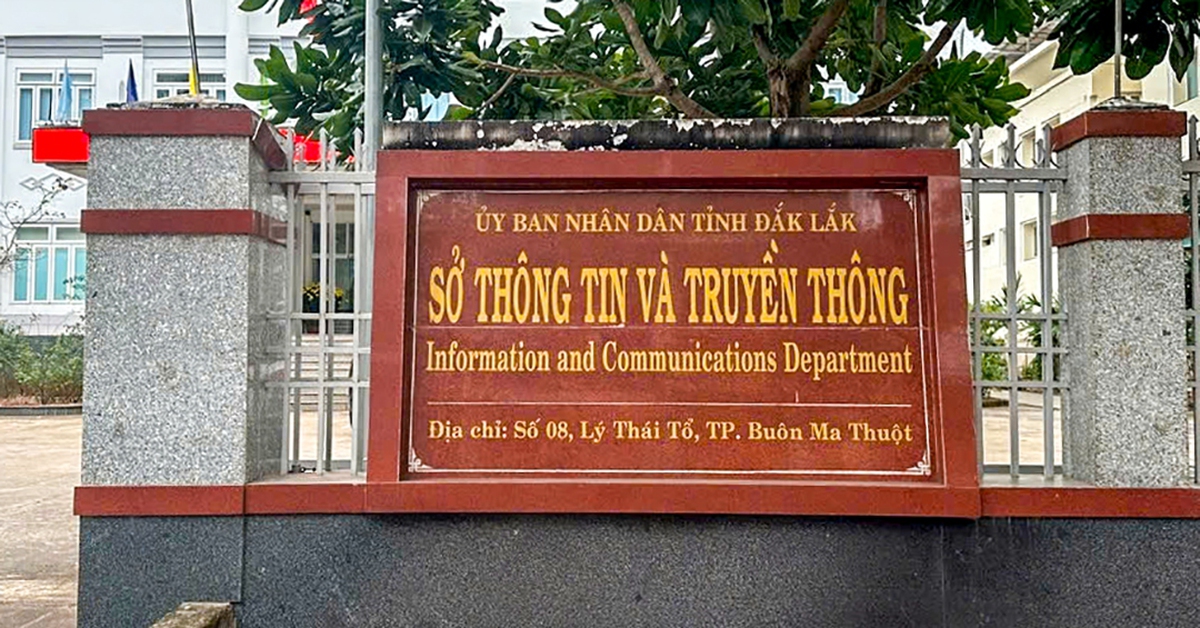 ỦY BAN NHÂN DÂN TỈNH ĐẮK LẮK
SỞ THÔNG TIN VÀ TRUYỀN THÔNG
Information and Communications Department
Địa chỉ: Số 08, Lý Thái Tổ, TP. Buôn Ma Thuột